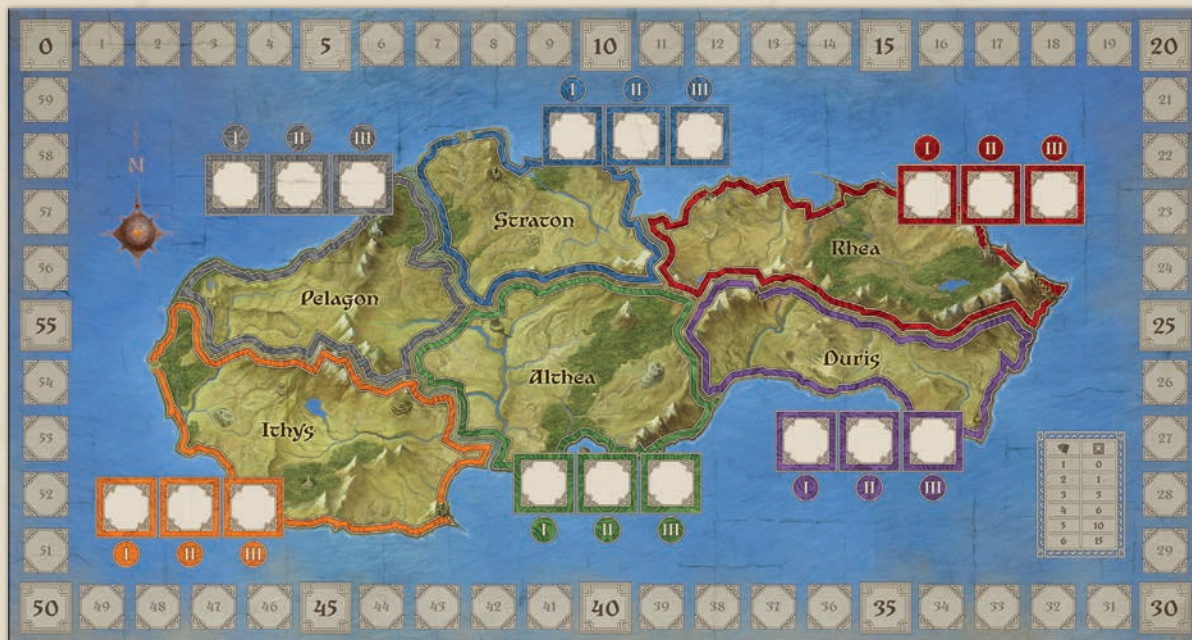 0 1 2 3 4 5 6 7 8 9 10 11 12 13 14 15 16 17 18 19 20
59 21
58 22
57 23
56 24
55 25
54 26
53 27
52 28
51 29
50 49 48 47 46 45 44 43 42 41 40 39 38 37 36 35 34 33 32 31 30
N
I II III
I II III
I II III
Straton
Rhea
Pelagon
Althea
Duris
Ithys
I II III
I II III
I II III
1 0
2 1
3 3
4 6
5 10
6 15